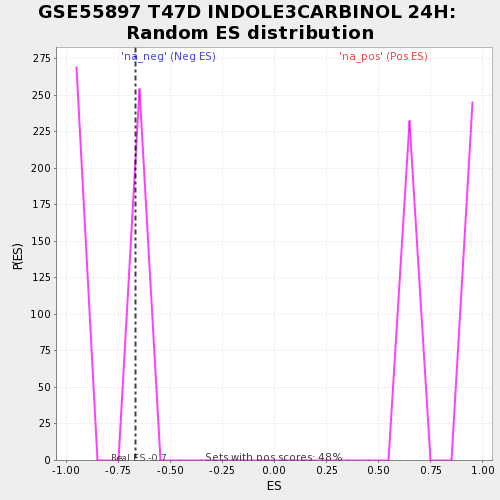 GSE55897 T47D INDOLE3CARBINOL 24H:
Random ES distribution
'na_neg' (Neg ES)
'na_pos' (Pos ES)
275
250
225
200
175
150
125
100
75
50
25
0
P(ES)
Real ES -0.7
Sets with pos scores: 48%
-1.00 -0.75 -0.50 -0.25 0.00 0.25 0.50 0.75 1.00
ES